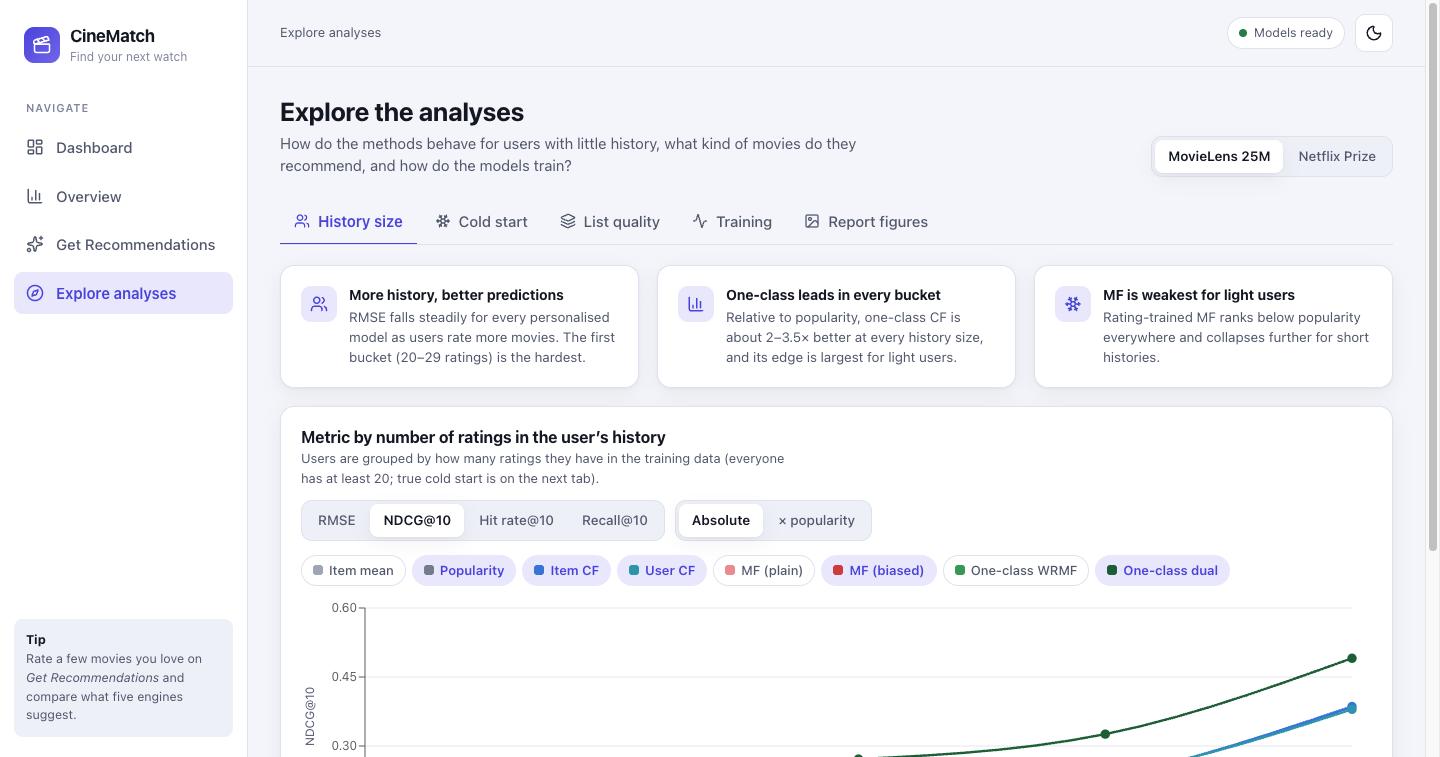 CineMatch
Find your next watch
NAVIGATE
Dashboard
Overview
Get Recommendations
Explore analyses
Tip
Rate a few movies you love on
Get Recommendations and
compare what five engines
suggest.
Explore analyses
Models ready
Explore the analyses
How do the methods behave for users with little history, what kind of movies do they
recommend, and how do the models train?
MovieLens 25M Netflix Prize
History size Cold start List quality Training Report figures
More history, better predictions
RMSE falls steadily for every personalised
model as users rate more movies. The first
bucket (20–29 ratings) is the hardest.
One-class leads in every bucket
Relative to popularity, one-class CF is
about 2–3.5× better at every history size,
and its edge is largest for light users.
MF is weakest for light users
Rating-trained MF ranks below popularity
everywhere and collapses further for short
histories.
Metric by number of ratings in the user’s history
Users are grouped by how many ratings they have in the training data (everyone
has at least 20; true cold start is on the next tab).
RMSE NDCG@10 Hit rate@10 Recall@10 Absolute × popularity
Item mean Popularity Item CF User CF MF (plain) MF (biased) One-class WRMF One-class dual
0.60
0.45
0.30
NDCG@10